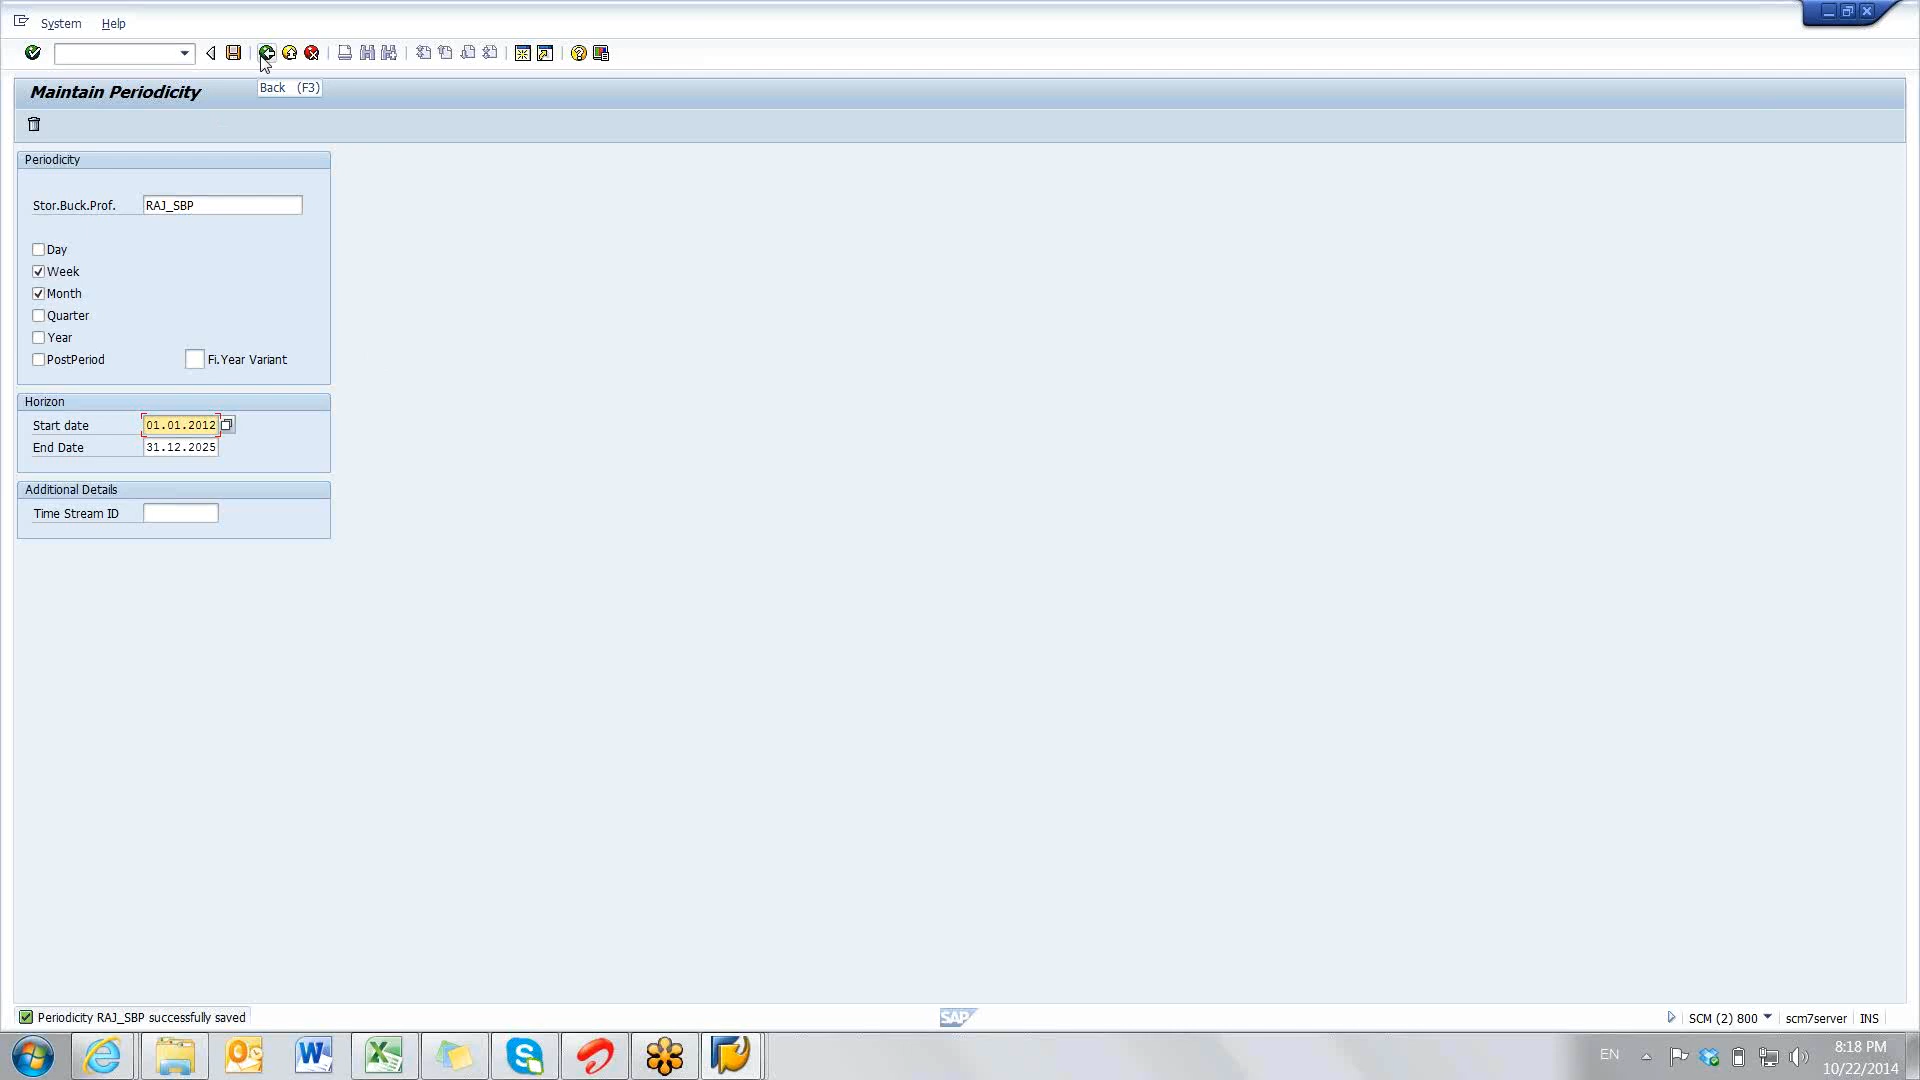 System Help
Maintain Periodicity
Back (F3)
Periodicity
Stor.Buck.Prof. RAJ_SBP
Day
Week
Month
Quarter
Year
PostPeriod Fi.Year Variant
Horizon
Start date 01.01.2012
End Date 31.12.2025
Additional Details
Time Stream ID
Periodicity RAJ_SBP successfully saved
SAP
SCM (2) 800 scm7server INS
EN
8:18 PM
10/22/2014